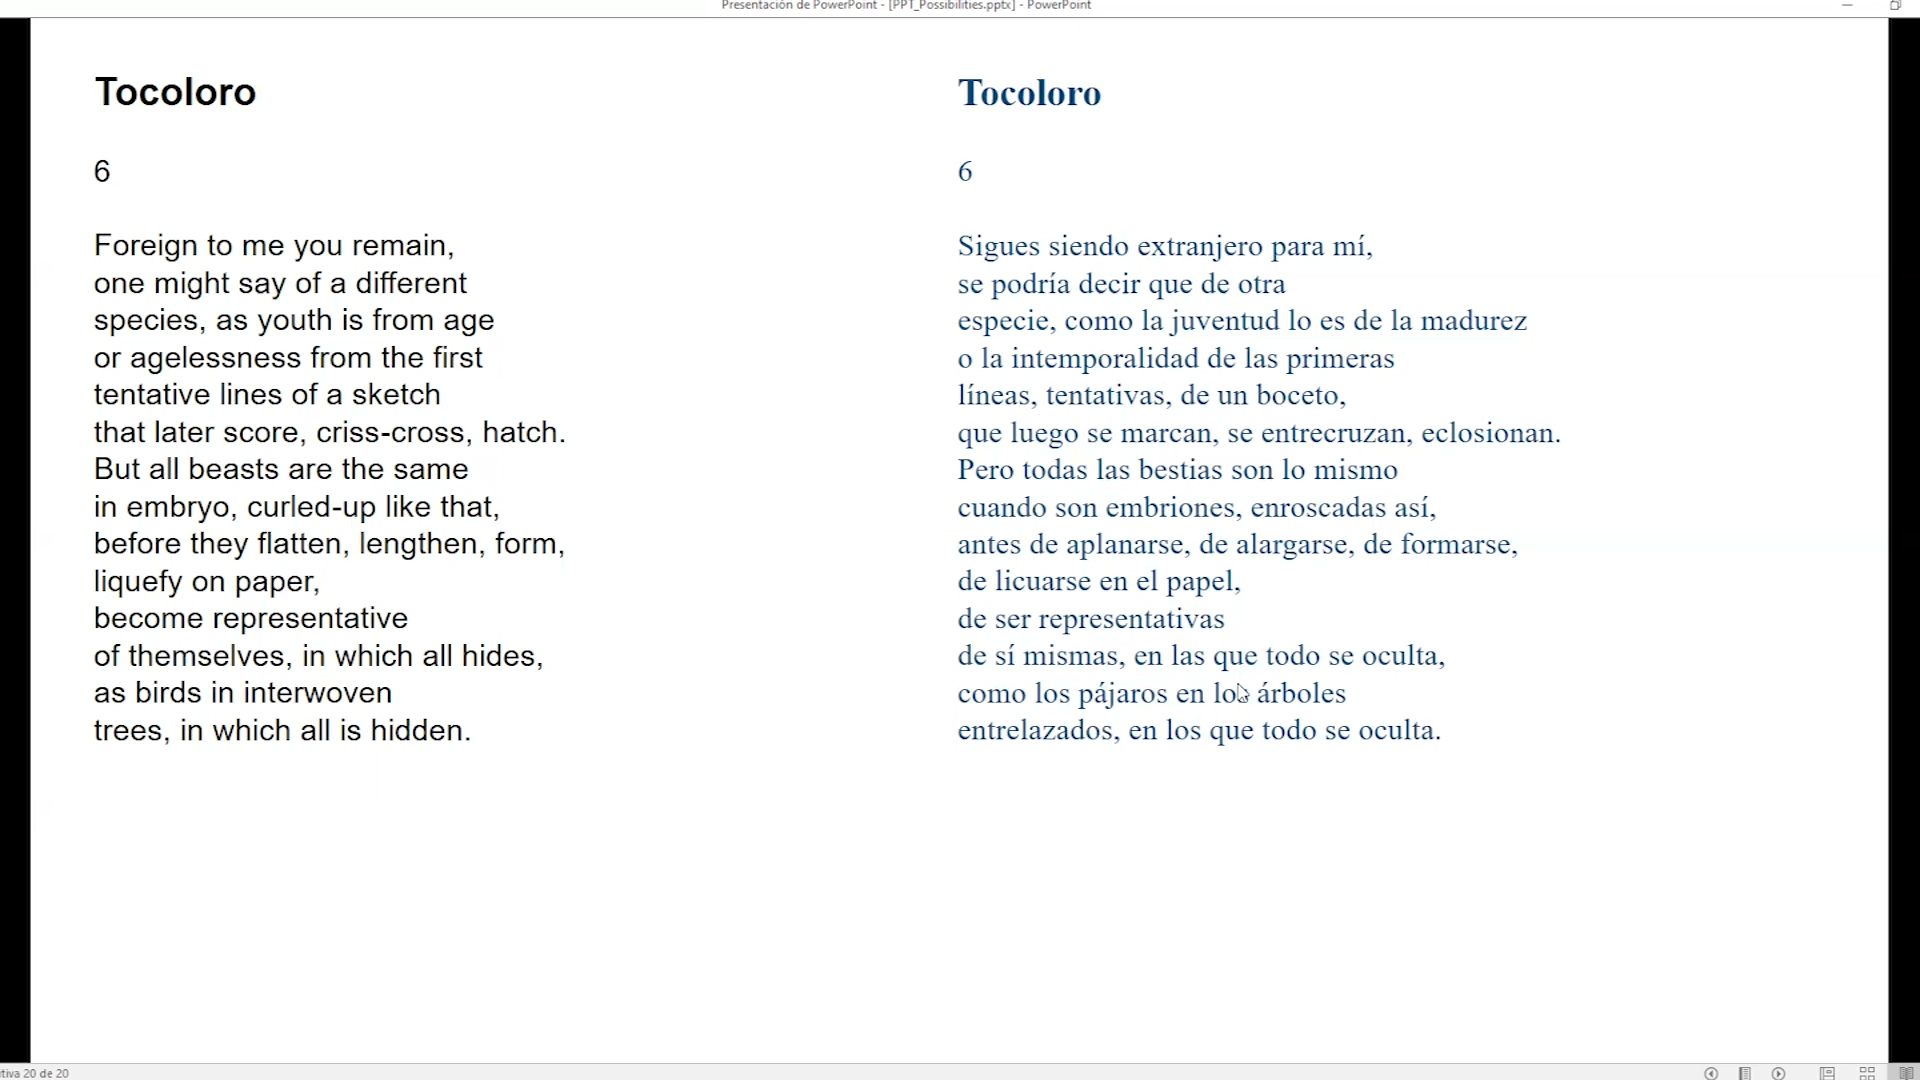 Presentación de PowerPoint - [PPT_Possibilities.pptx] - PowerPoint
Tocoloro
6
Foreign to me you remain,
one might say of a different
species, as youth is from age
or agelessness from the first
tentative lines of a sketch
that later score, criss-cross, hatch.
But all beasts are the same
in embryo, curled-up like that,
before they flatten, lengthen, form,
liquefy on paper,
become representative
of themselves, in which all hides,
as birds in interwoven
trees, in which all is hidden.
Tocoloro
6
Sigues siendo extranjero para mí,
se podría decir que de otra
especie, como la juventud lo es de la madurez
o la intemporalidad de las primeras
líneas, tentativas, de un boceto,
que luego se marcan, se entrecruzan, eclosionan.
Pero todas las bestias son lo mismo
cuando son embriones, enroscadas así,
antes de aplanarse, de alargarse, de formarse,
de licuarse en el papel,
de ser representativas
de sí mismas, en las que todo se oculta,
como los pájaros en los árboles
entrelazados, en los que todo se oculta.
itiva 20 de 20